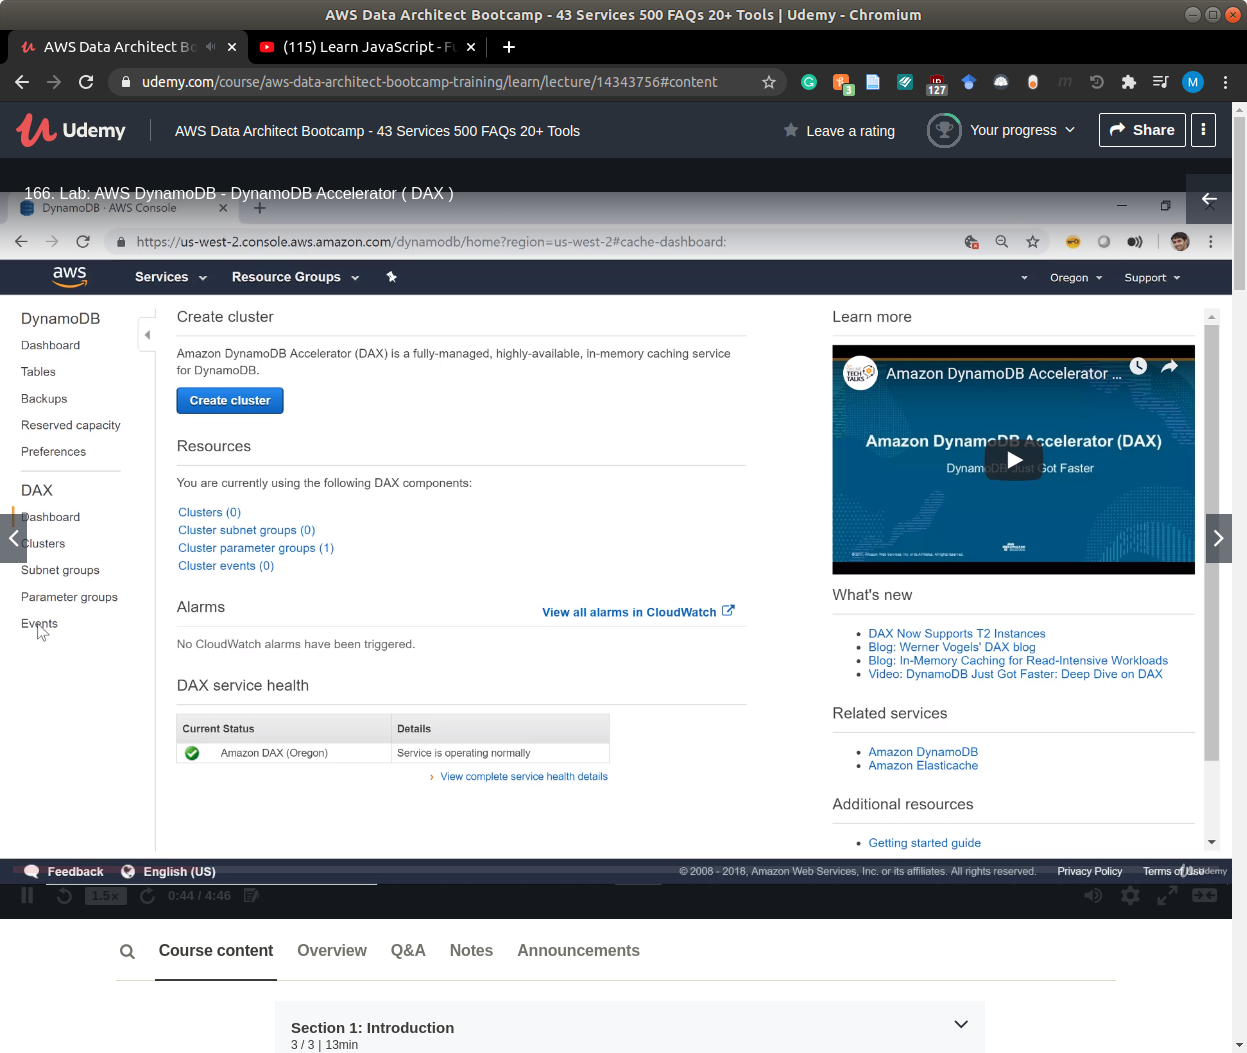 AWS Data Architect Bootcamp - 43 Services 500 FAQs 20+ Tools | Udemy - Chromium
AWS Data Architect Bo
(115) Learn JavaScript - Fu
udemy.com/course/aws-data-architect-bootcamp-training/learn/lecture/14343756#content
3
127
M
Udemy
AWS Data Architect Bootcamp - 43 Services 500 FAQs 20+ Tools
Leave a rating
Your progress
Share
166. Lab: AWS DynamoDB - DynamoDB Accelerator ( DAX )
DynamoDB · AWS Console
https://us-west-2.console.aws.amazon.com/dynamodb/home?region=us-west-2#cache-dashboard:
aws
Services
Resource Groups
Oregon
Support
DynamoDB
Dashboard
Tables
Backups
Reserved capacity
Preferences
DAX
Dashboard
Clusters
Subnet groups
Parameter groups
Events
Create cluster
Amazon DynamoDB Accelerator (DAX) is a fully-managed, highly-available, in-memory caching service
for DynamoDB.
Create cluster
Resources
You are currently using the following DAX components:
Clusters (0)
Cluster subnet groups (0)
Cluster parameter groups (1)
Cluster events (0)
Alarms
View all alarms in CloudWatch
No CloudWatch alarms have been triggered.
DAX service health
Current Status
Details
Amazon DAX (Oregon)
Service is operating normally
View complete service health details
Learn more
TECH
TALKS
Amazon DynamoDB Accelerator ...
Amazon DynamoDB Accelerator (DAX)
DynamoDB Just Got Faster
What's new
DAX Now Supports T2 Instances
Blog: Werner Vogels' DAX blog
Blog: In-Memory Caching for Read-Intensive Workloads
Video: DynamoDB Just Got Faster: Deep Dive on DAX
Related services
Amazon DynamoDB
Amazon Elasticache
Additional resources
Getting started guide
Feedback
English (US)
© 2008 - 2018, Amazon Web Services, Inc. or its affiliates. All rights reserved.
Privacy Policy
Terms of Use
Udemy
1.5x
0:44 / 4:46
Course content
Overview
Q&A
Notes
Announcements
Section 1: Introduction
3 / 3 | 13min